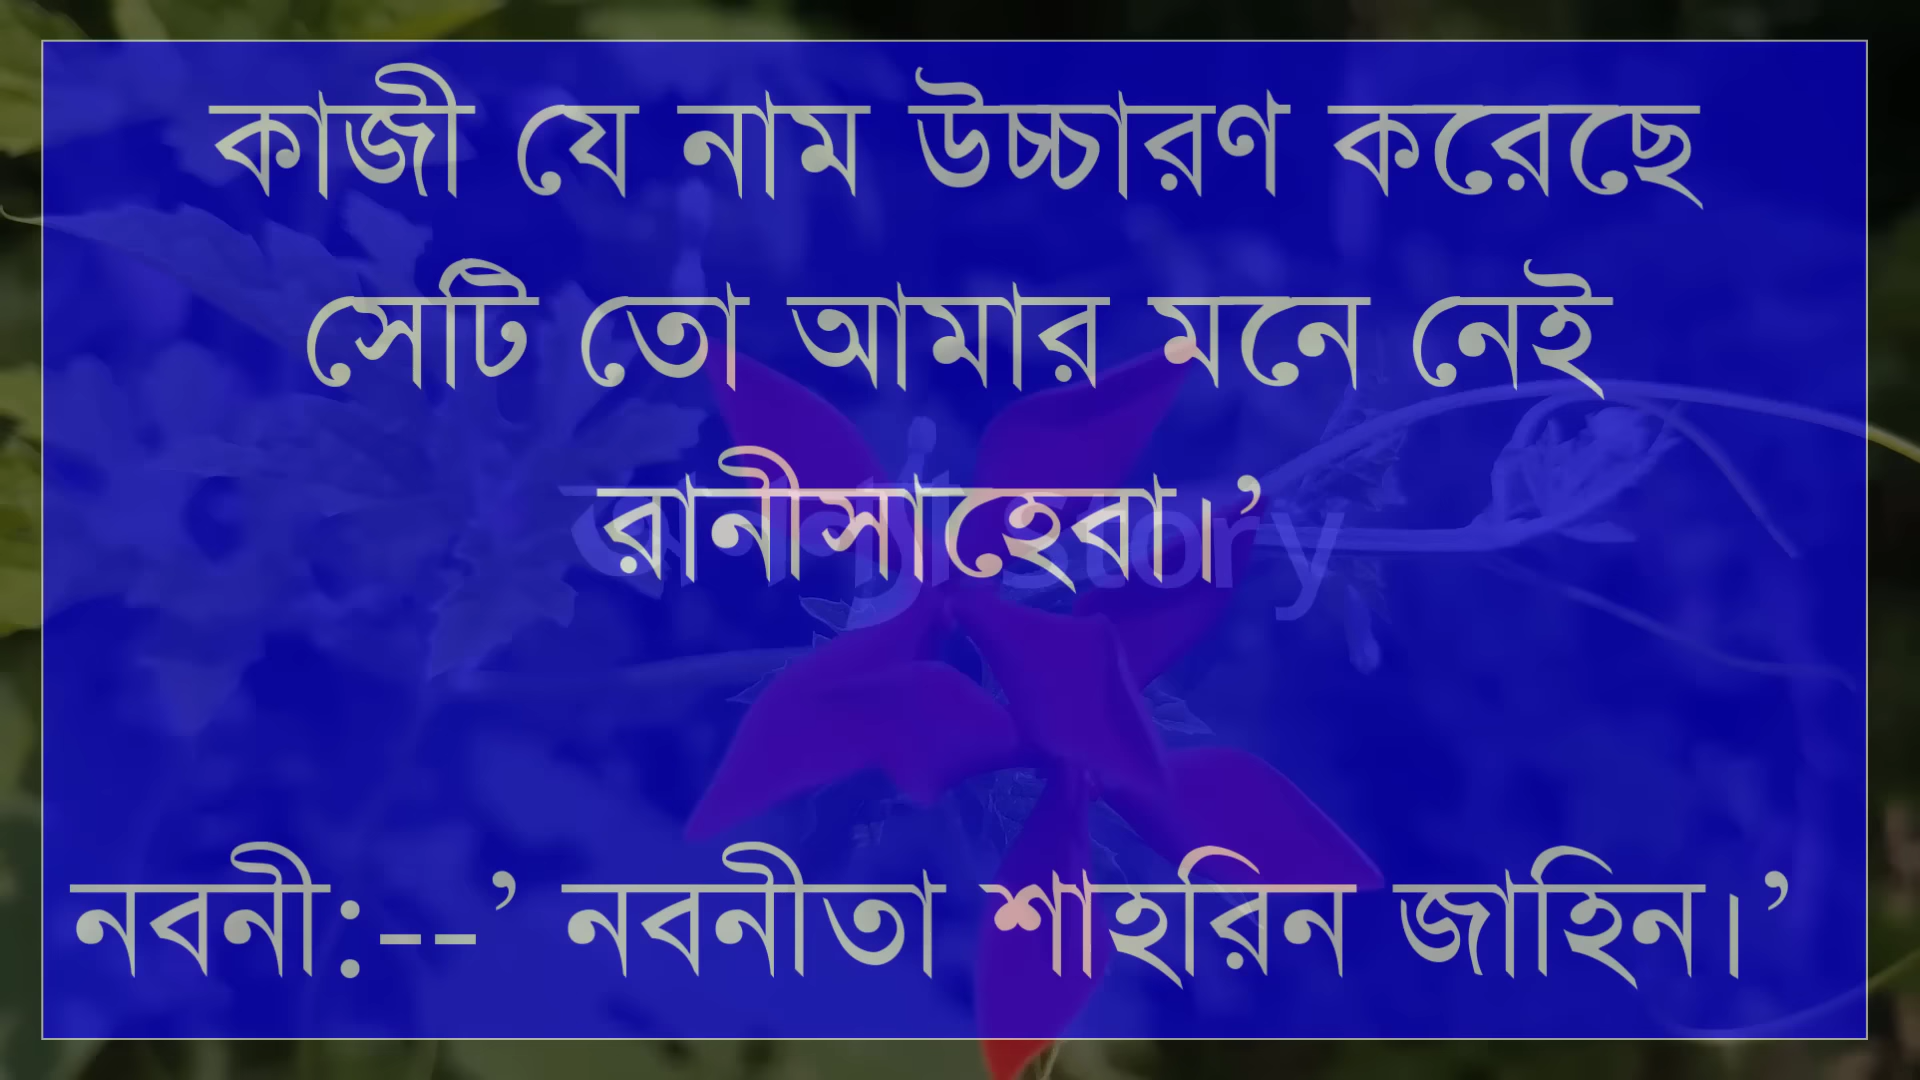 কাজী যে নাম উচ্চারণ করেছে
সেটি তো আমার মনে নেই
রানীসাহেবা।’
নবনী:--’ নবনীতা শাহরিন জাহিন।’